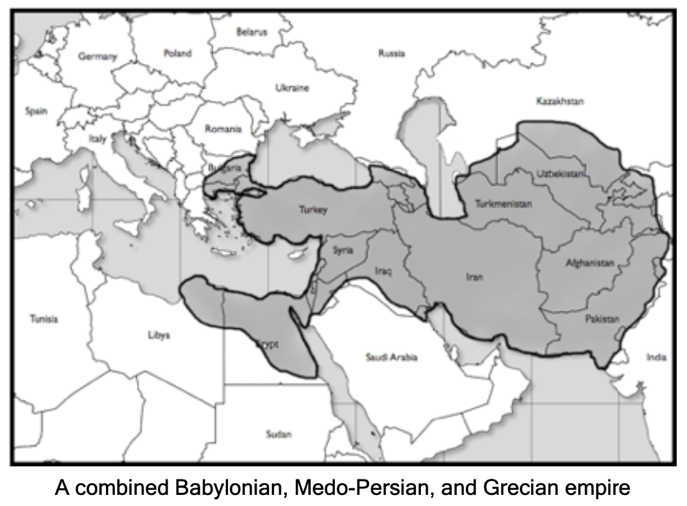 Belarus
Germany
Poland
Russia
Ukraine
Spain
Kazakhstan
Romania
Italy
Bulgaria
Uzbekistan
Turkmenistan
Turkey
Syria
Iraq
Iran
Afghanistan
Pakistan
Tunisia
Libya
Egypt
Saudi Arabia
India
Sudan
A combined Babylonian, Medo-Persian, and Grecian empire